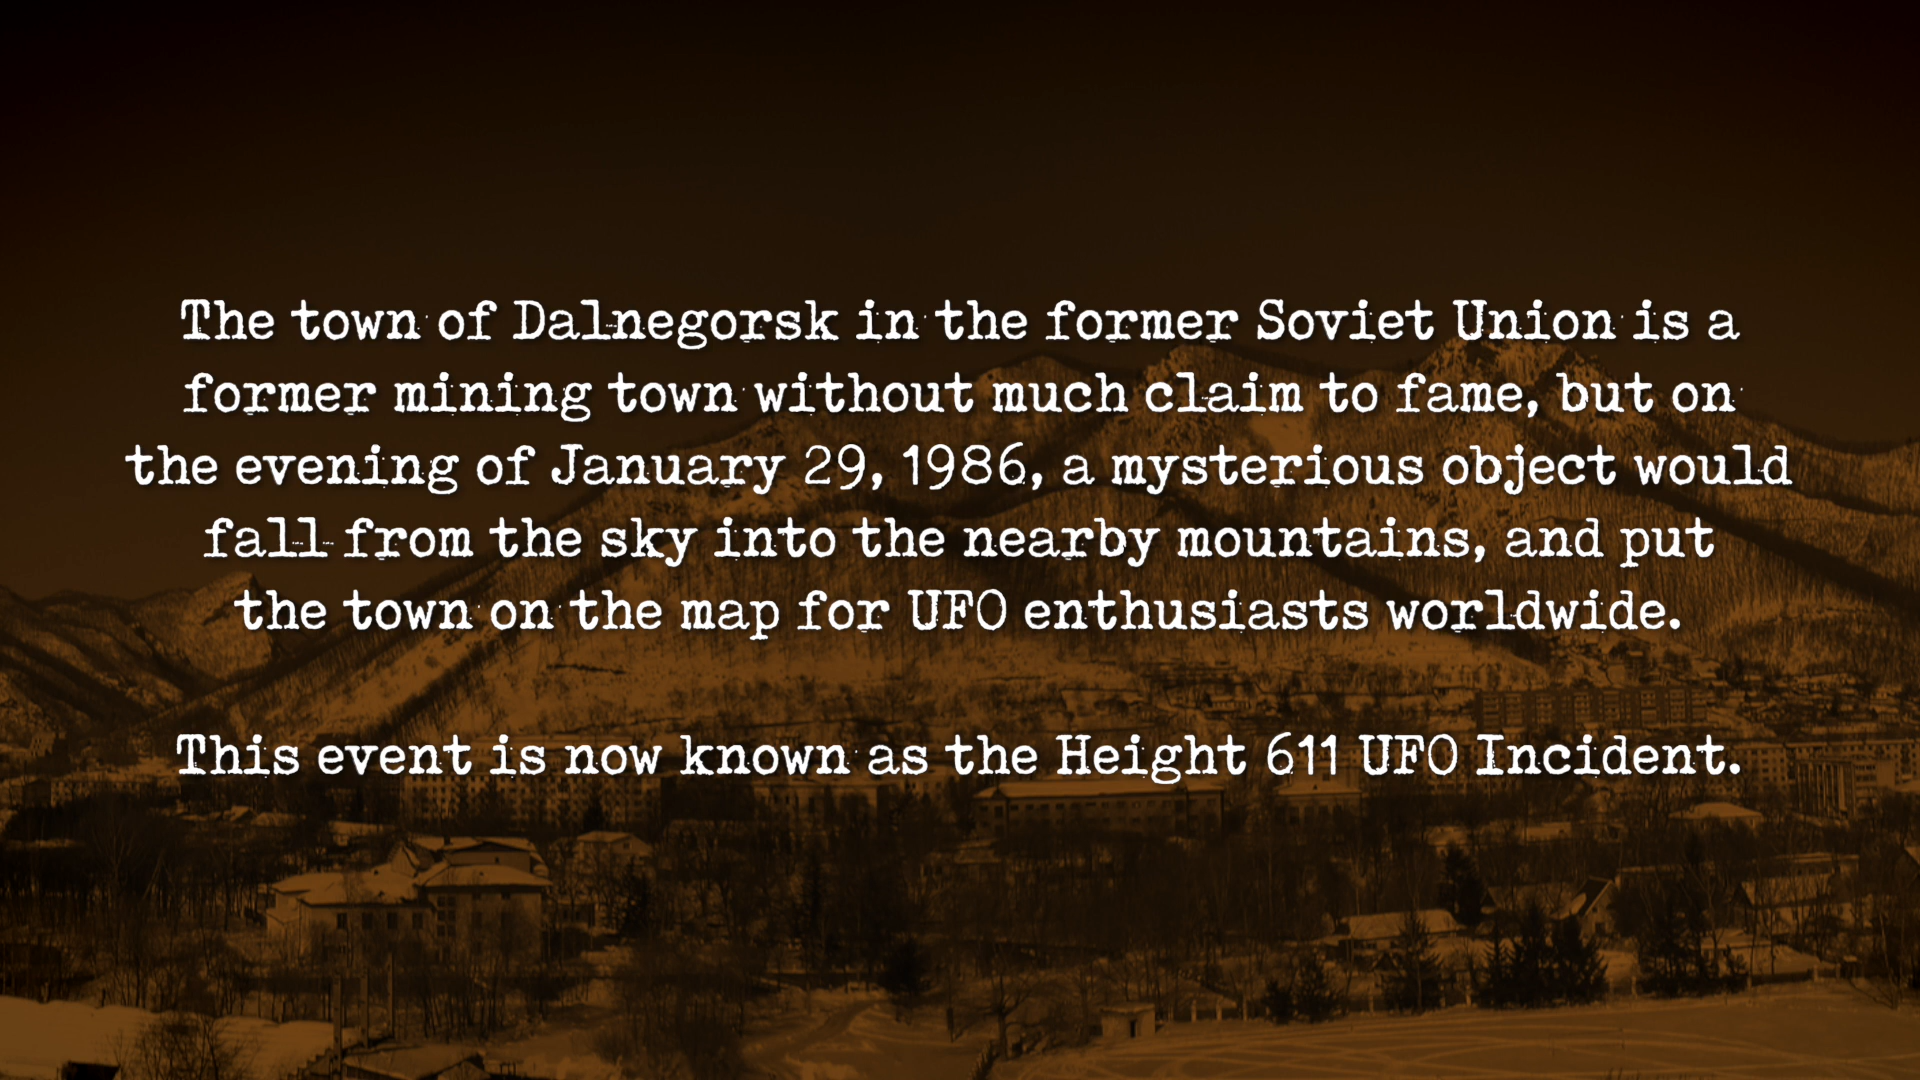 The town of Dalnegorsk in the former Soviet Union is a
former mining town without much claim to fame, but on
the evening of January 29, 1986, a mysterious object would
fall from the sky into the nearby mountains, and put
the town on the map for UFO enthusiasts worldwide.
This event is now known as the Height 611 UFO Incident.